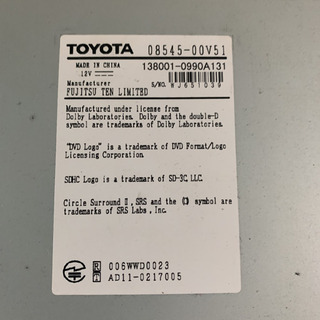 TOYOTA 08545-00V51
MADE IN CHINA 138001-0990A131
12V
Manufacturer S/NO. WJ651039
FUJITSU TEN LIMITED
Manufactured under license from
Dolby Laboratories. Dolby and the double-D
symbol are trademarks of Dolby Laboratories.
"DVD Logo" is a trademark of DVD Format/Logo
Licensing Corporation.
SDHC Logo is a trademark of SD-3C, LLC.
Circle Surround II, SRS and the symbol are
trademarks of SRS Labs, Inc.
R 006WWD0023
A AD11-0217005